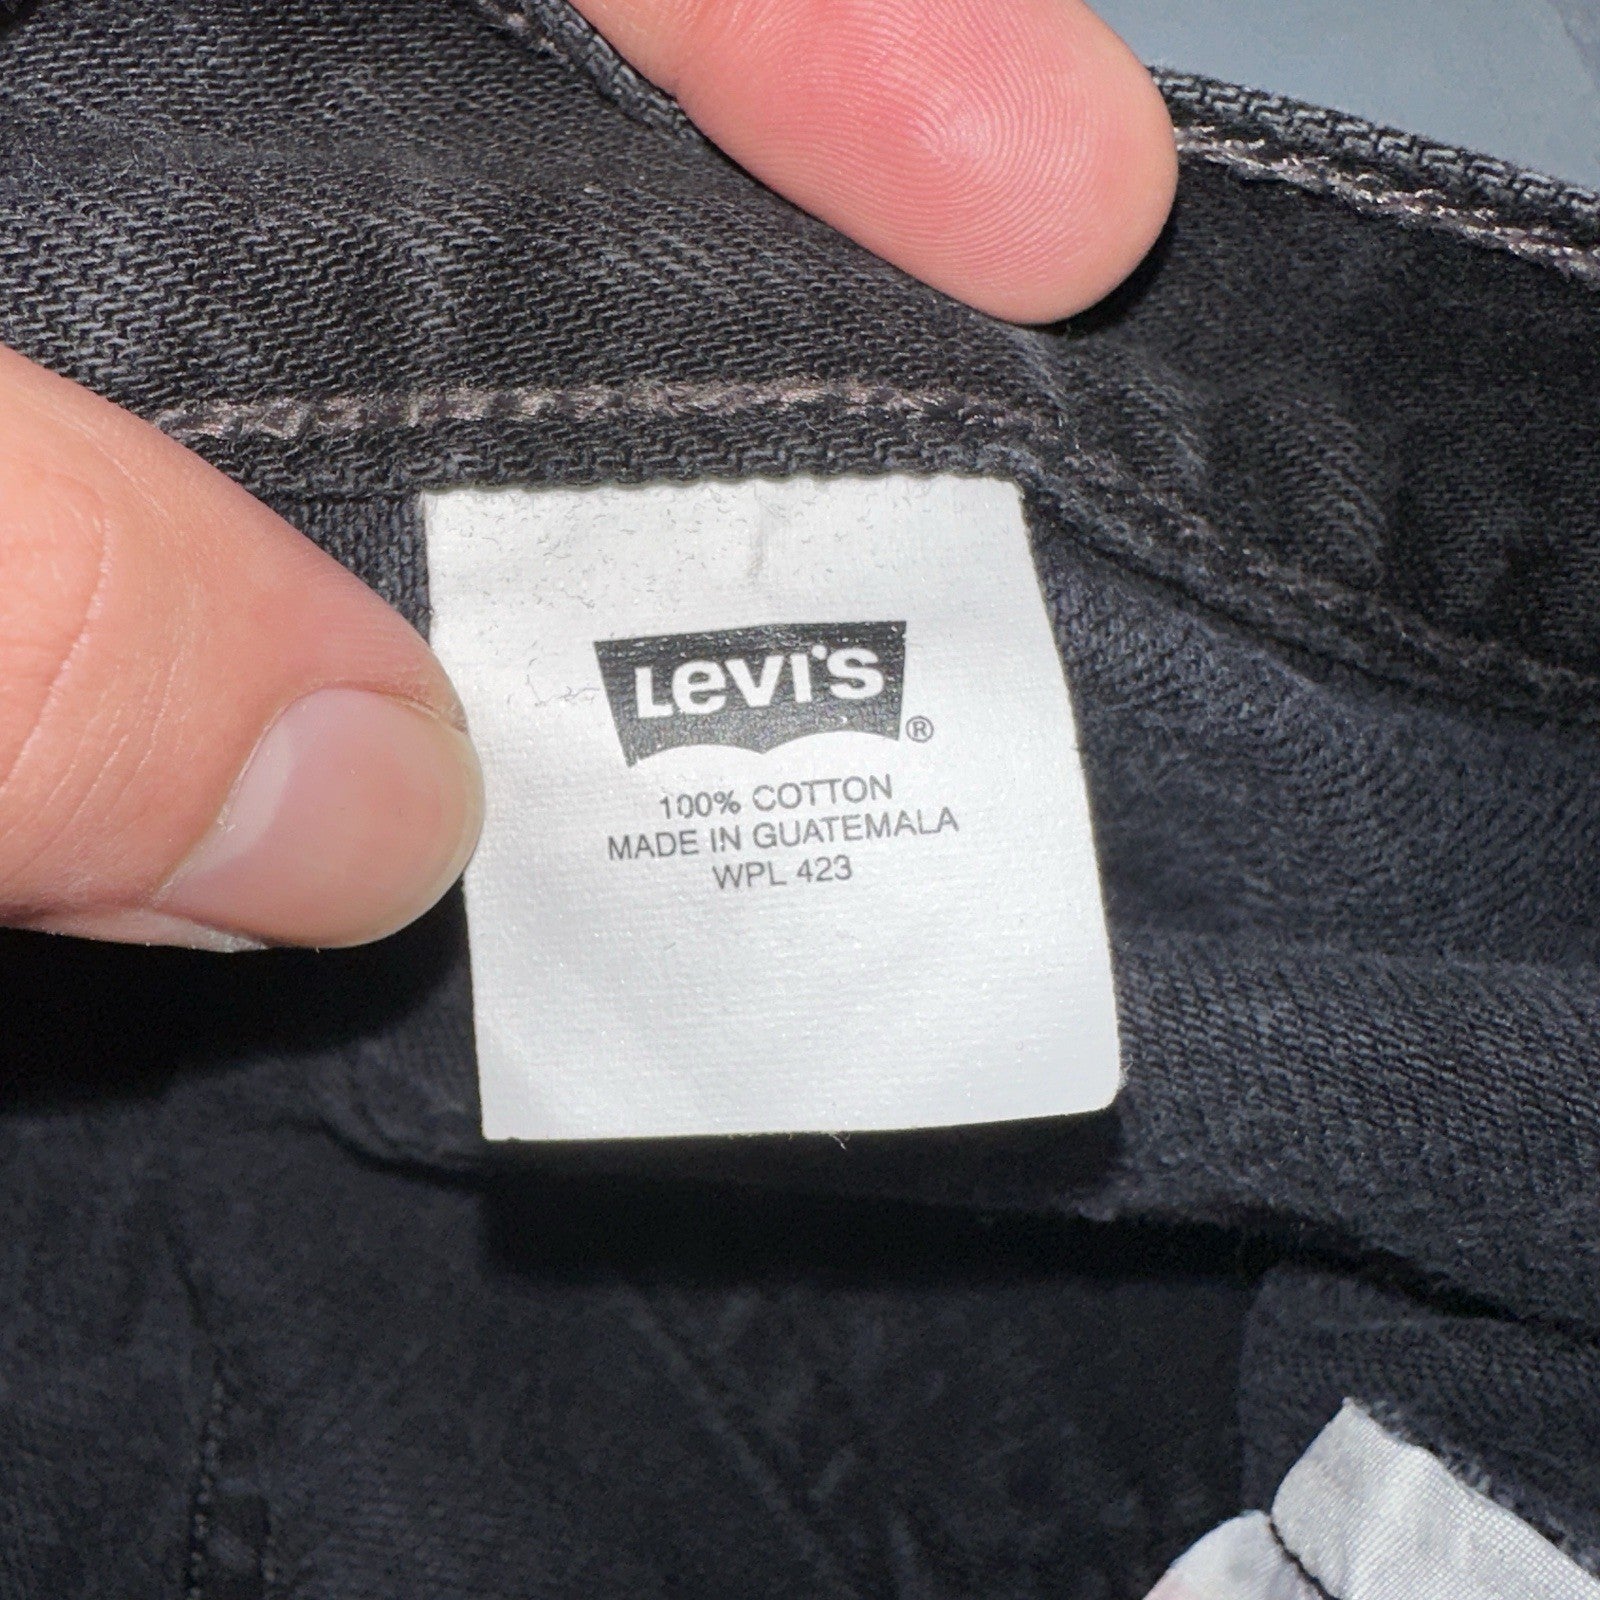 Levi's®
100% COTTON
MADE IN GUATEMALA
WPL 423